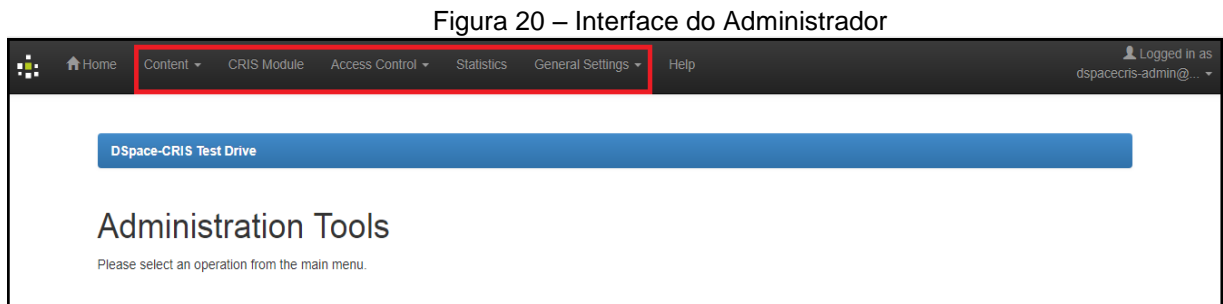 Figura 20 – Interface do Administrador
Home Content CRIS Module Access Control Statistics General Settings Help
Logged in as
dspacecris-admin@...
DSpace-CRIS Test Drive
Administration Tools
Please select an operation from the main menu.